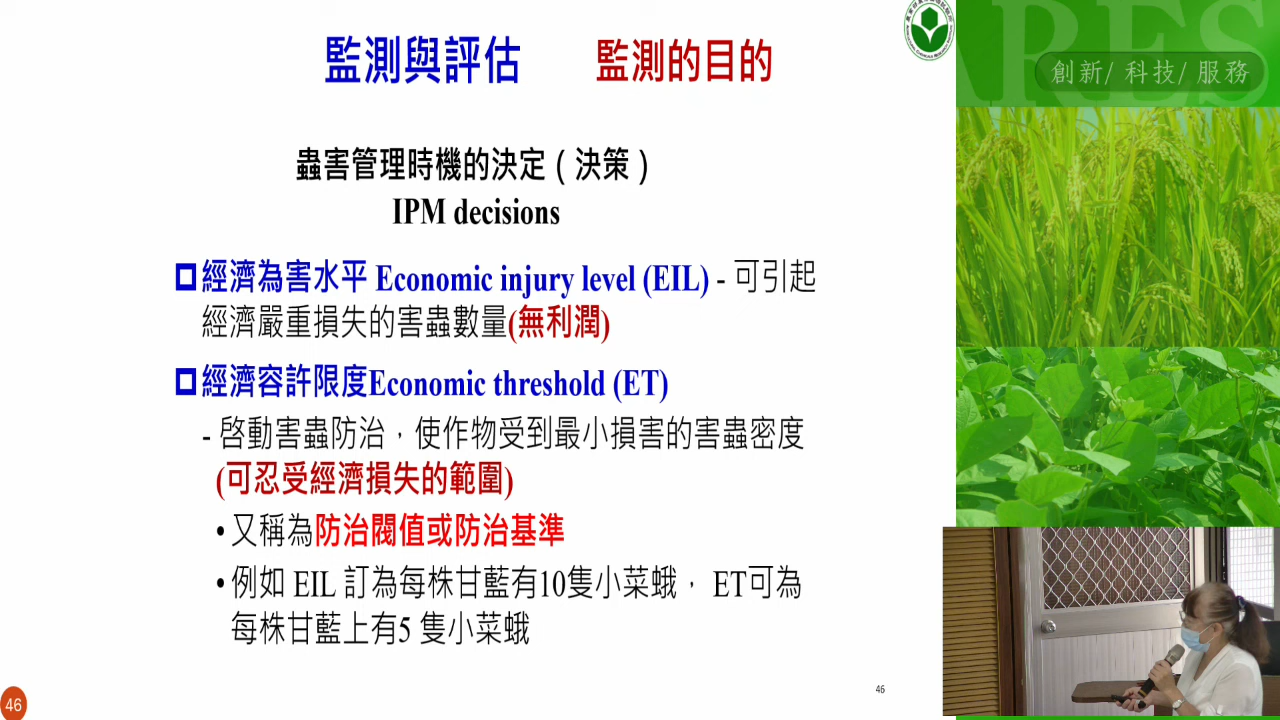 監測與評估 監測的目的
創新/ 科技/ 服務
蟲害管理時機的決定（決策）
IPM decisions
經濟為害水平 Economic injury level (EIL) - 可引起
經濟嚴重損失的害蟲數量(無利潤)
經濟容許限度Economic threshold (ET)
- 啓動害蟲防治，使作物受到最小損害的害蟲密度
(可忍受經濟損失的範圍)
•又稱為防治閥值或防治基準
•例如 EIL 訂為每株甘藍有10隻小菜蛾， ET可為
每株甘藍上有5 隻小菜蛾
46
46